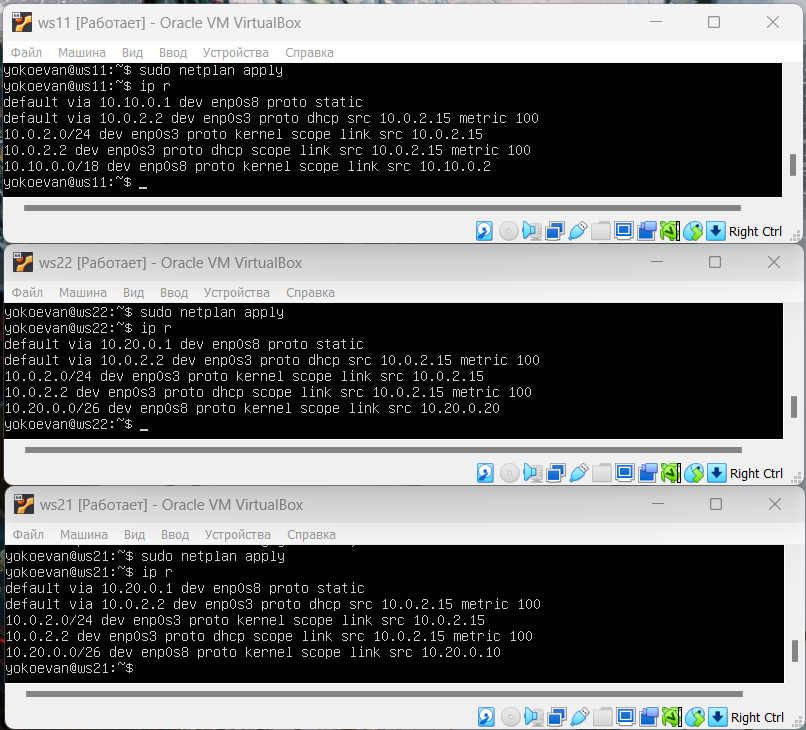 ws11 [Работает] - Oracle VM VirtualBox
Файл Машина Вид Ввод Устройства Справка
yokoevan@ws11:~$ sudo netplan apply
yokoevan@ws11:~$ ip r
default via 10.10.0.1 dev enp0s8 proto static
default via 10.0.2.2 dev enp0s3 proto dhcp src 10.0.2.15 metric 100
10.0.2.0/24 dev enp0s3 proto kernel scope link src 10.0.2.15
10.0.2.2 dev enp0s3 proto dhcp scope link src 10.0.2.15 metric 100
10.10.0.0/18 dev enp0s8 proto kernel scope link src 10.10.0.2
yokoevan@ws11:~$ _
Right Ctrl
ws22 [Работает] - Oracle VM VirtualBox
Файл Машина Вид Ввод Устройства Справка
yokoevan@ws22:~$ sudo netplan apply
yokoevan@ws22:~$ ip r
default via 10.20.0.1 dev enp0s8 proto static
default via 10.0.2.2 dev enp0s3 proto dhcp src 10.0.2.15 metric 100
10.0.2.0/24 dev enp0s3 proto kernel scope link src 10.0.2.15
10.0.2.2 dev enp0s3 proto dhcp scope link src 10.0.2.15 metric 100
10.20.0.0/26 dev enp0s8 proto kernel scope link src 10.20.0.20
yokoevan@ws22:~$ _
Right Ctrl
ws21 [Работает] - Oracle VM VirtualBox
Файл Машина Вид Ввод Устройства Справка
yokoevan@ws21:~$ sudo netplan apply
yokoevan@ws21:~$ ip r
default via 10.20.0.1 dev enp0s8 proto static
default via 10.0.2.2 dev enp0s3 proto dhcp src 10.0.2.15 metric 100
10.0.2.0/24 dev enp0s3 proto kernel scope link src 10.0.2.15
10.0.2.2 dev enp0s3 proto dhcp scope link src 10.0.2.15 metric 100
10.20.0.0/26 dev enp0s8 proto kernel scope link src 10.20.0.10
yokoevan@ws21:~$
Right Ctrl